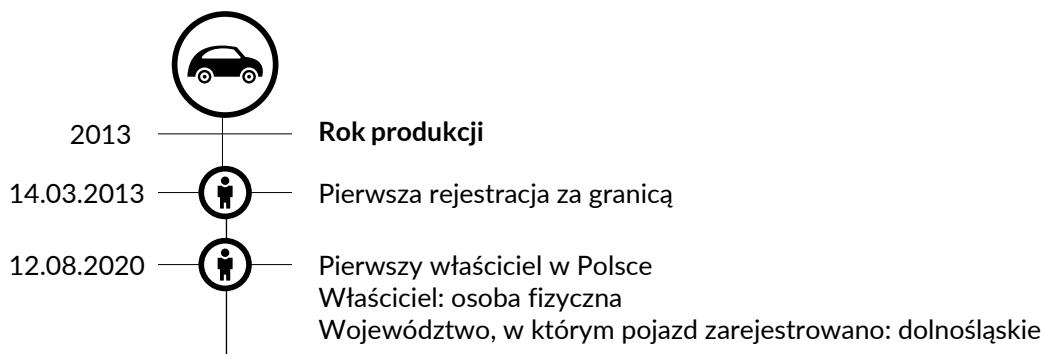 2013 Rok produkcji
14.03.2013 Pierwsza rejestracja za granicą
12.08.2020 Pierwszy właściciel w Polsce
Właściciel: osoba fizyczna
Województwo, w którym pojazd zarejestrowano: dolnośląskie